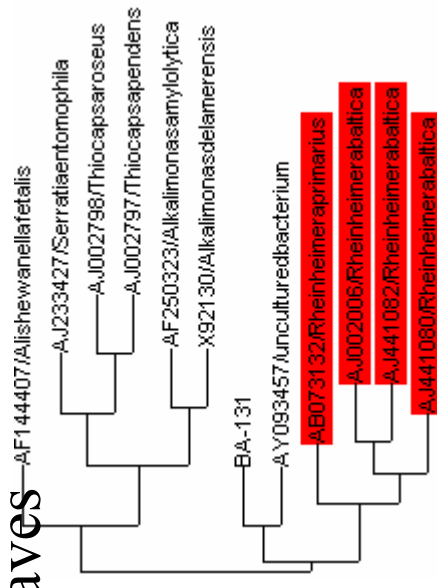 AF144407/Alishewanellafetalis
AJ233427/Serratiaentomophila
AJ002798/Thiocapsaroseus
AJ002797/Thiocapsapendens
AF250323/Alkalimonasamylolytica
X92130/Alkalimonasdelamerensis
BA-131
AY093457/unculturedbacterium
AB073132/Rheinheimeraprimarius
AJ002006/Rheinheimerabaltica
AJ441082/Rheinheimerabaltica
AJ441080/Rheinheimerabaltica
aves